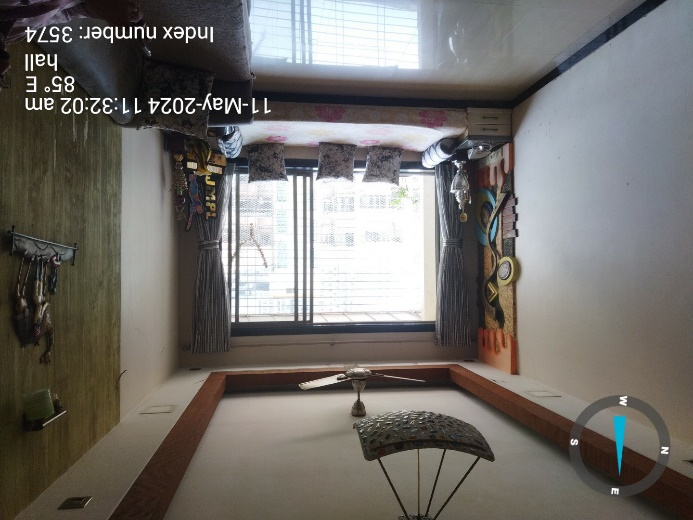 11-May-2024 11:32:02 am
85° E
hall
Index number: 3574
W
N
S
E